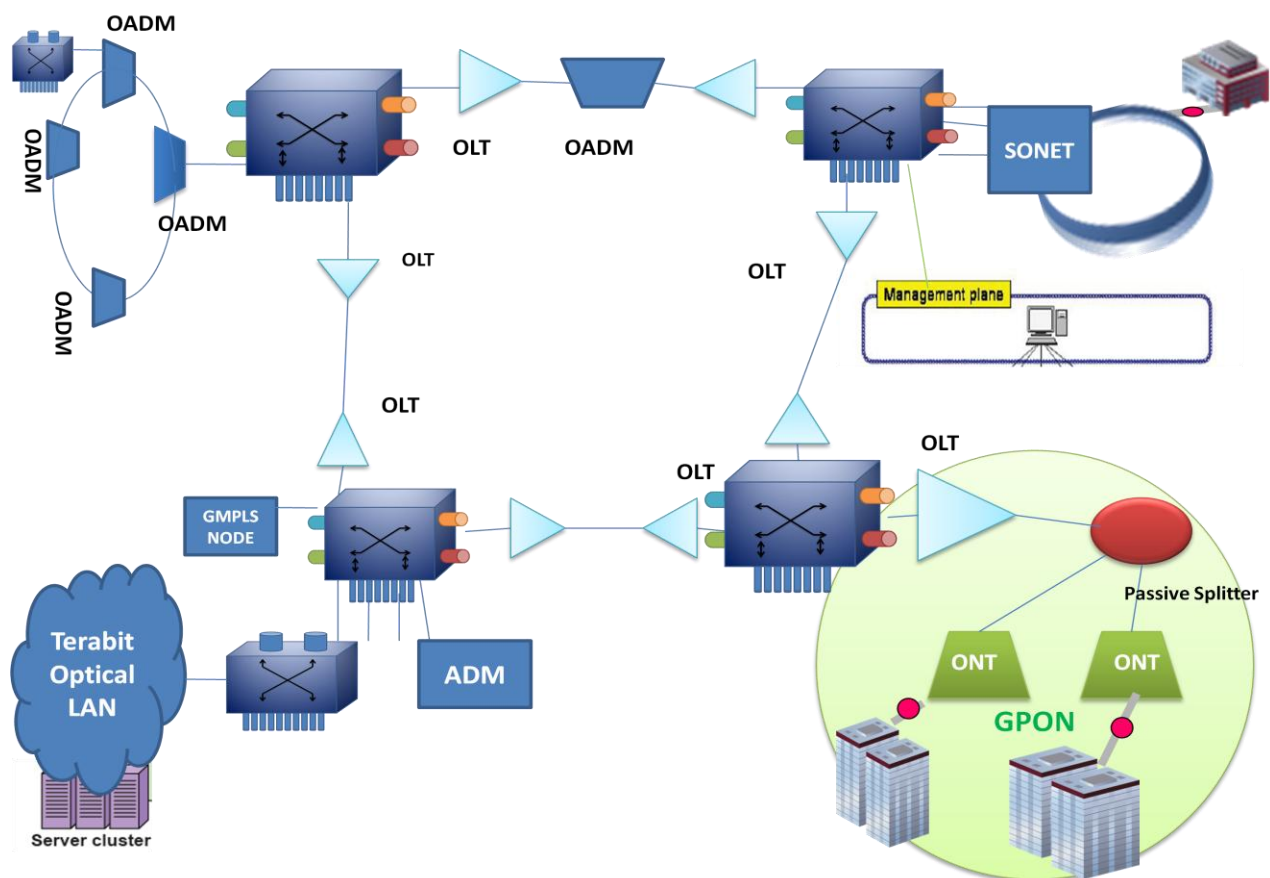 OADM
OADM
OADM
OADM
OLT
OADM
SONET
OLT
OLT
Management plane
OLT
OLT
OLT
GMPLS
NODE
Passive Splitter
Terabit
Optical
LAN
ADM
ONT
ONT
GPON
Server cluster